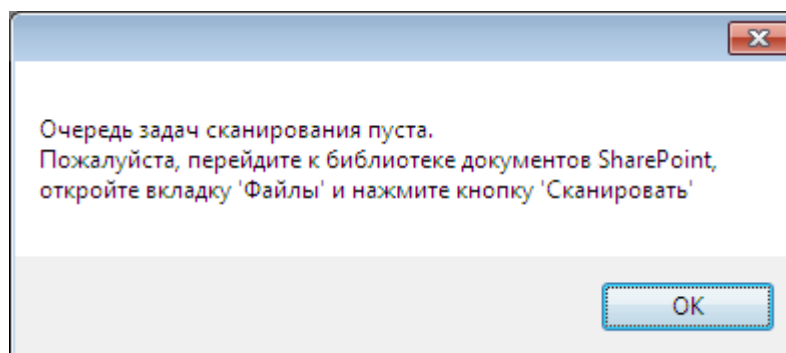 Очередь задач сканирования пуста.
Пожалуйста, перейдите к библиотеке документов SharePoint,
откройте вкладку 'Файлы' и нажмите кнопку 'Сканировать'
OK